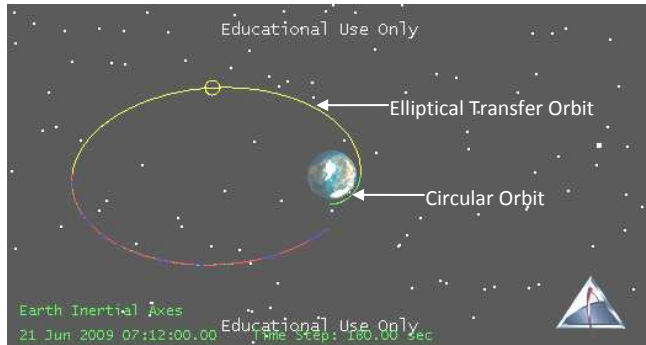 Educational Use Only
Elliptical Transfer Orbit
Circular Orbit
Earth Inertial Axes
21 Jun 2009 07:12:00.00 Time Step: 180.00 sec
Educational Use Only